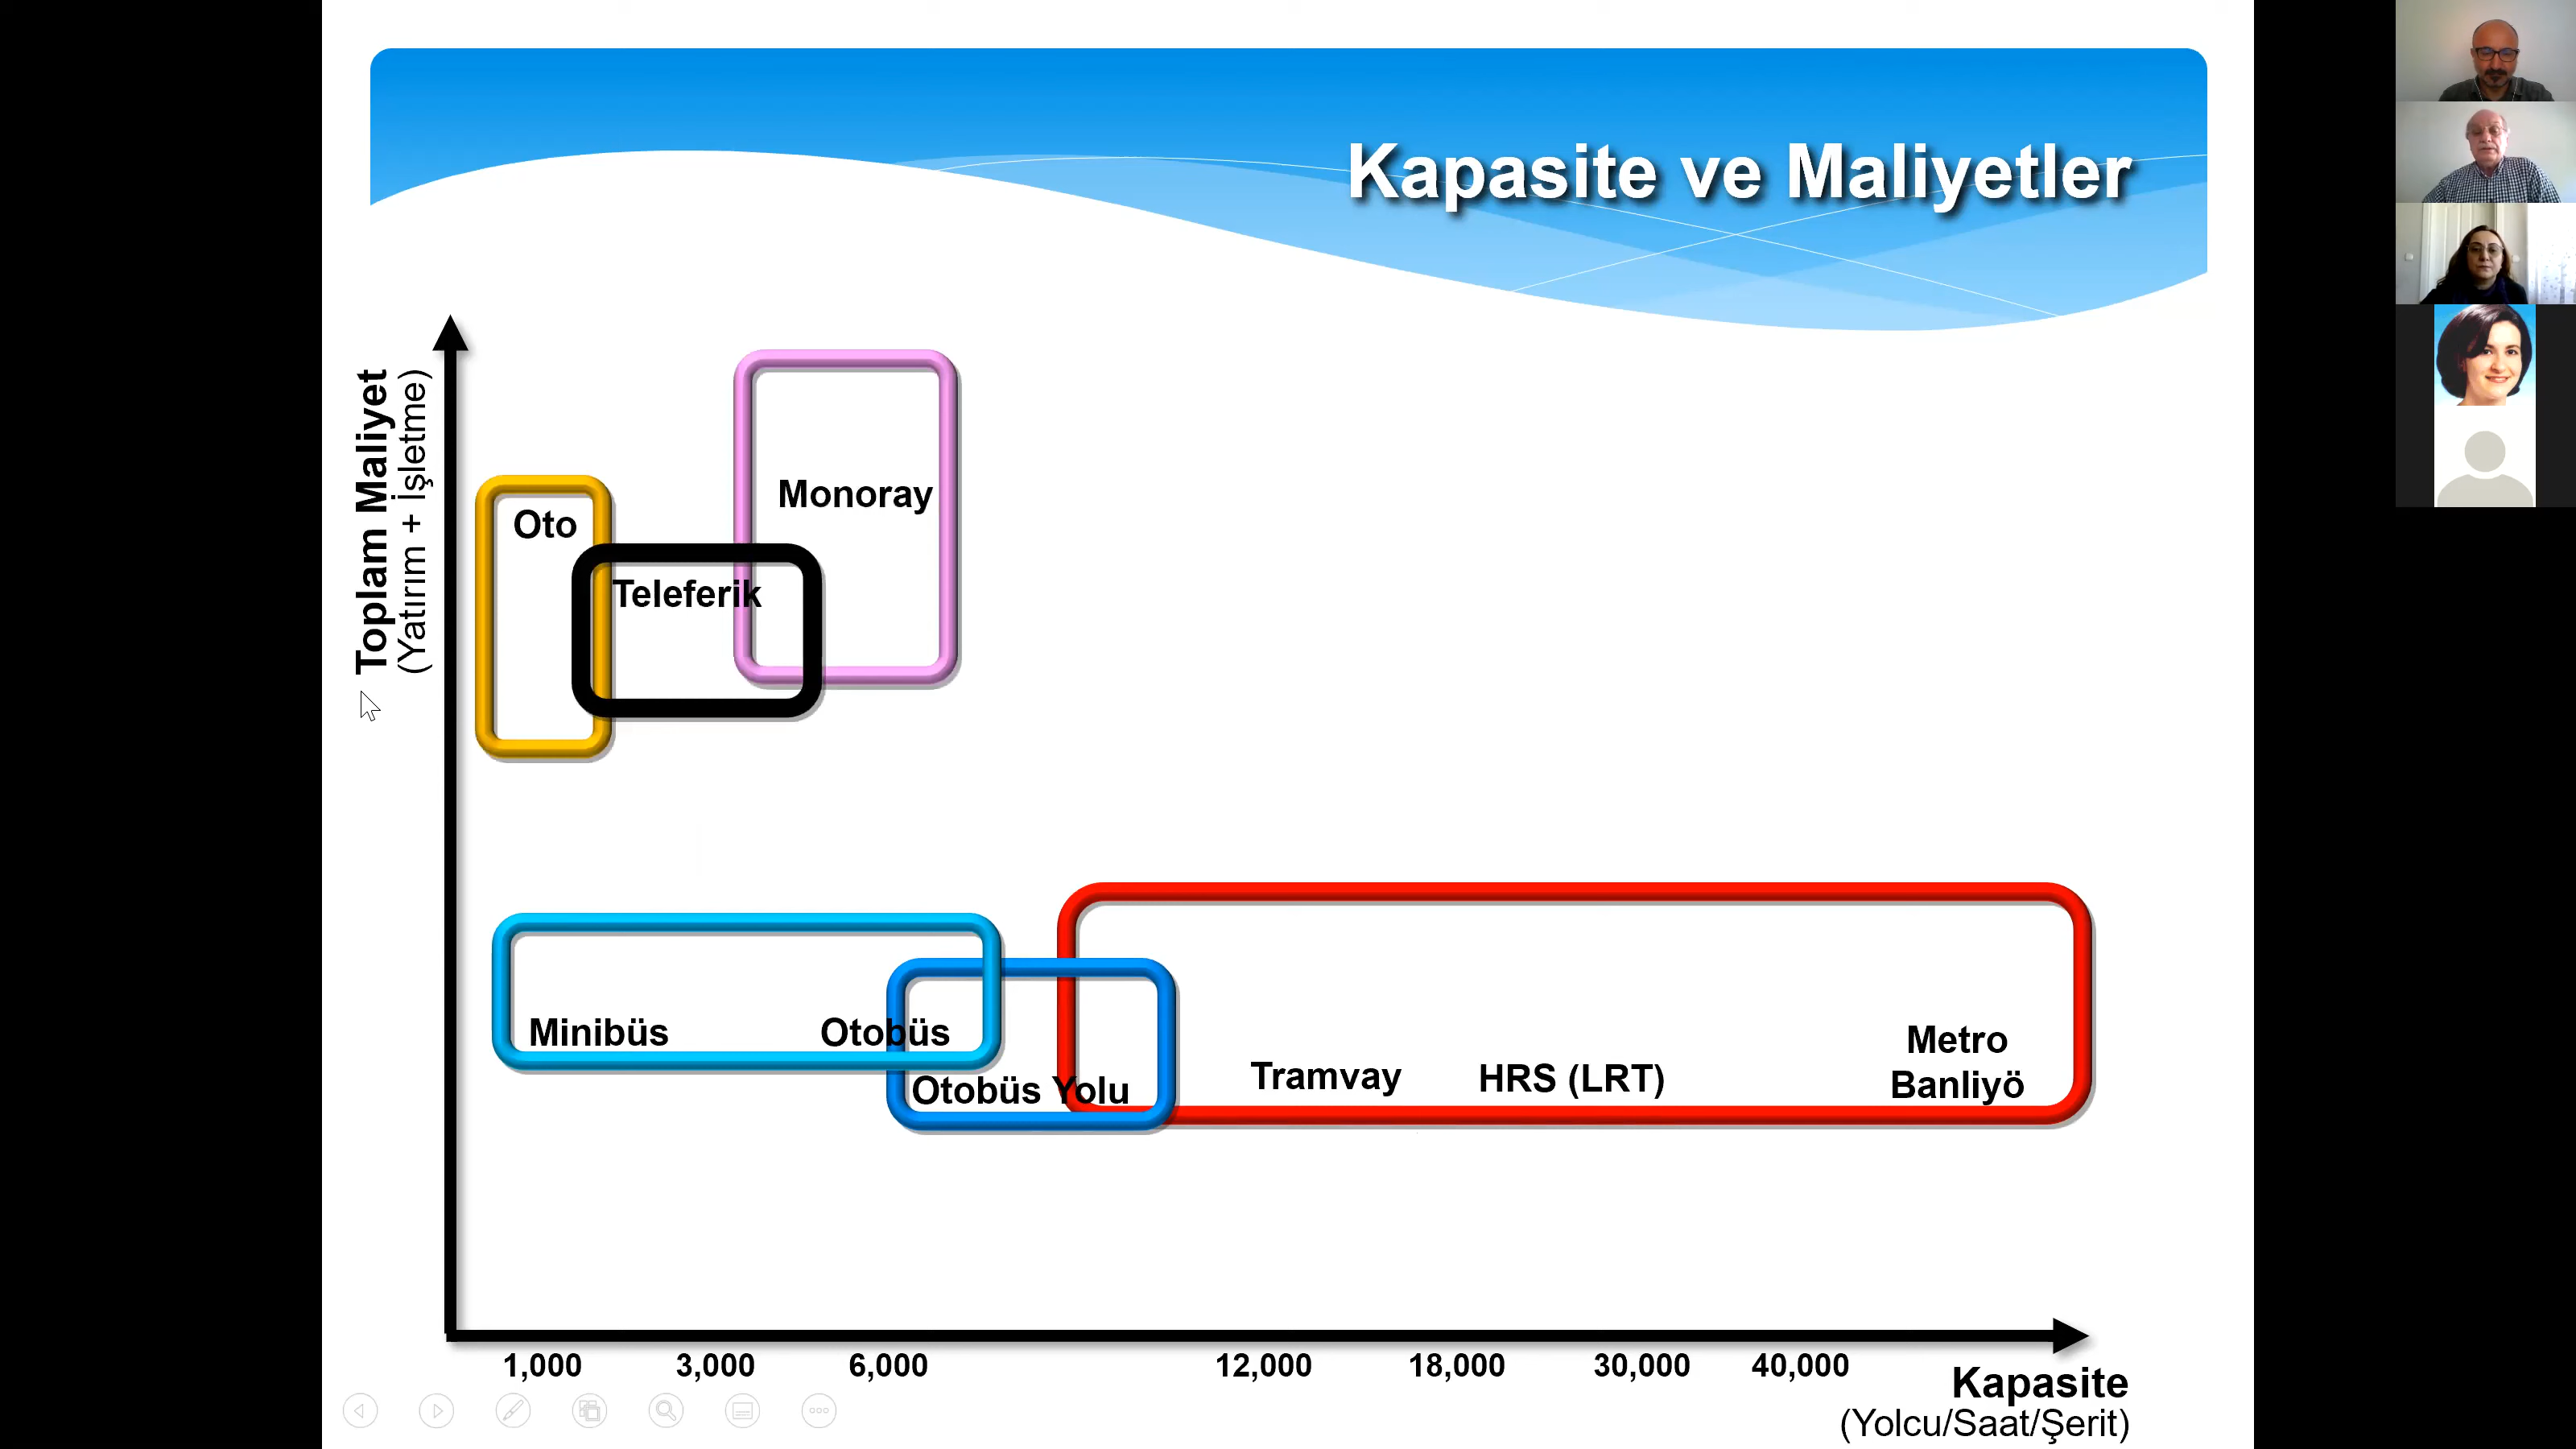 Kapasite ve Maliyetler
Toplam Maliyet
(Yatırım + İşletme)
Monoray
Oto
Teleferik
Minibüs
Otobüs
Otobüs Yolu
Tramvay
HRS (LRT)
Metro
Banliyö
1,000
3,000
6,000
12,000
18,000
30,000
40,000
Kapasite
(Yolcu/Saat/Şerit)